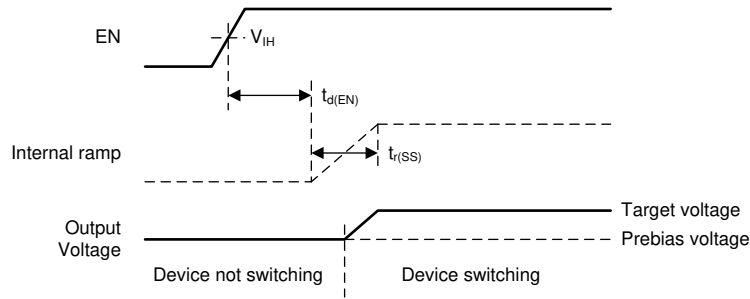 EN
V_IH
t_d(EN)
Internal ramp
t_r(SS)
Output
Voltage
Target voltage
Prebias voltage
Device not switching
Device switching